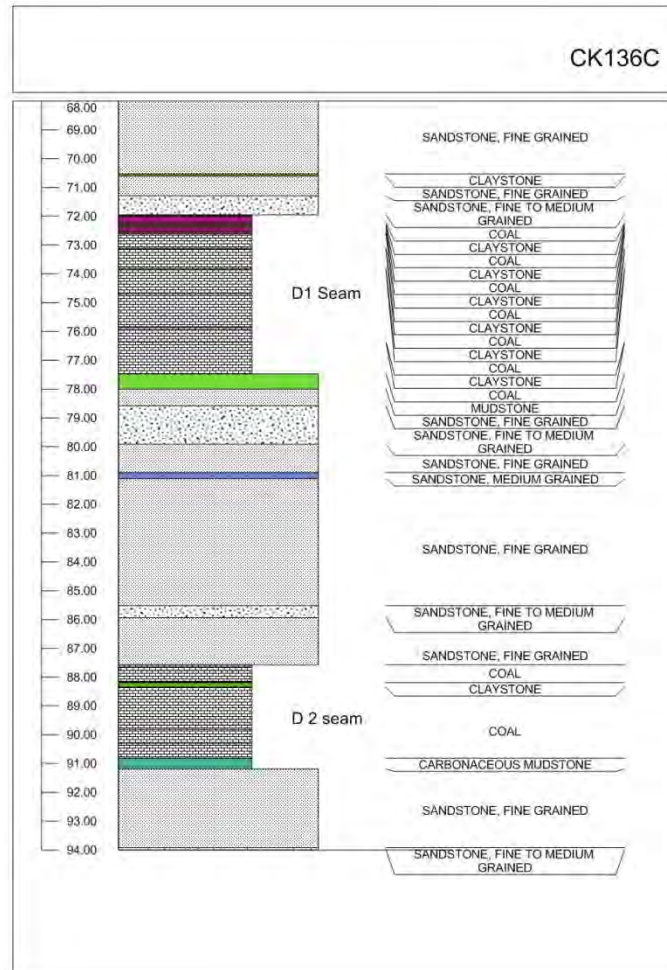 CK136C
68.00
69.00
70.00
71.00
72.00
73.00
74.00
75.00
76.00
77.00
78.00
79.00
80.00
81.00
82.00
83.00
84.00
85.00
86.00
87.00
88.00
89.00
90.00
91.00
92.00
93.00
94.00
D1 Seam
D 2 seam
SANDSTONE, FINE GRAINED
CLAYSTONE
SANDSTONE, FINE GRAINED
SANDSTONE, FINE TO MEDIUM
GRAINED
COAL
CLAYSTONE
COAL
CLAYSTONE
COAL
CLAYSTONE
COAL
CLAYSTONE
COAL
CLAYSTONE
COAL
CLAYSTONE
COAL
MUDSTONE
SANDSTONE, FINE GRAINED
SANDSTONE, FINE TO MEDIUM
GRAINED
SANDSTONE, FINE GRAINED
SANDSTONE, MEDIUM GRAINED
SANDSTONE, FINE GRAINED
SANDSTONE, FINE TO MEDIUM
GRAINED
SANDSTONE, FINE GRAINED
COAL
CLAYSTONE
COAL
CARBONACEOUS MUDSTONE
SANDSTONE, FINE GRAINED
SANDSTONE, FINE TO MEDIUM
GRAINED